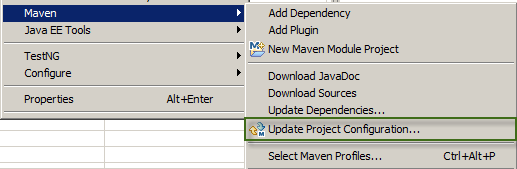 Maven
Java EE Tools
TestNG
Configure
Properties Alt+Enter
Add Dependency
Add Plugin
New Maven Module Project
Download JavaDoc
Download Sources
Update Dependencies...
Update Project Configuration...
Select Maven Profiles... Ctrl+Alt+P